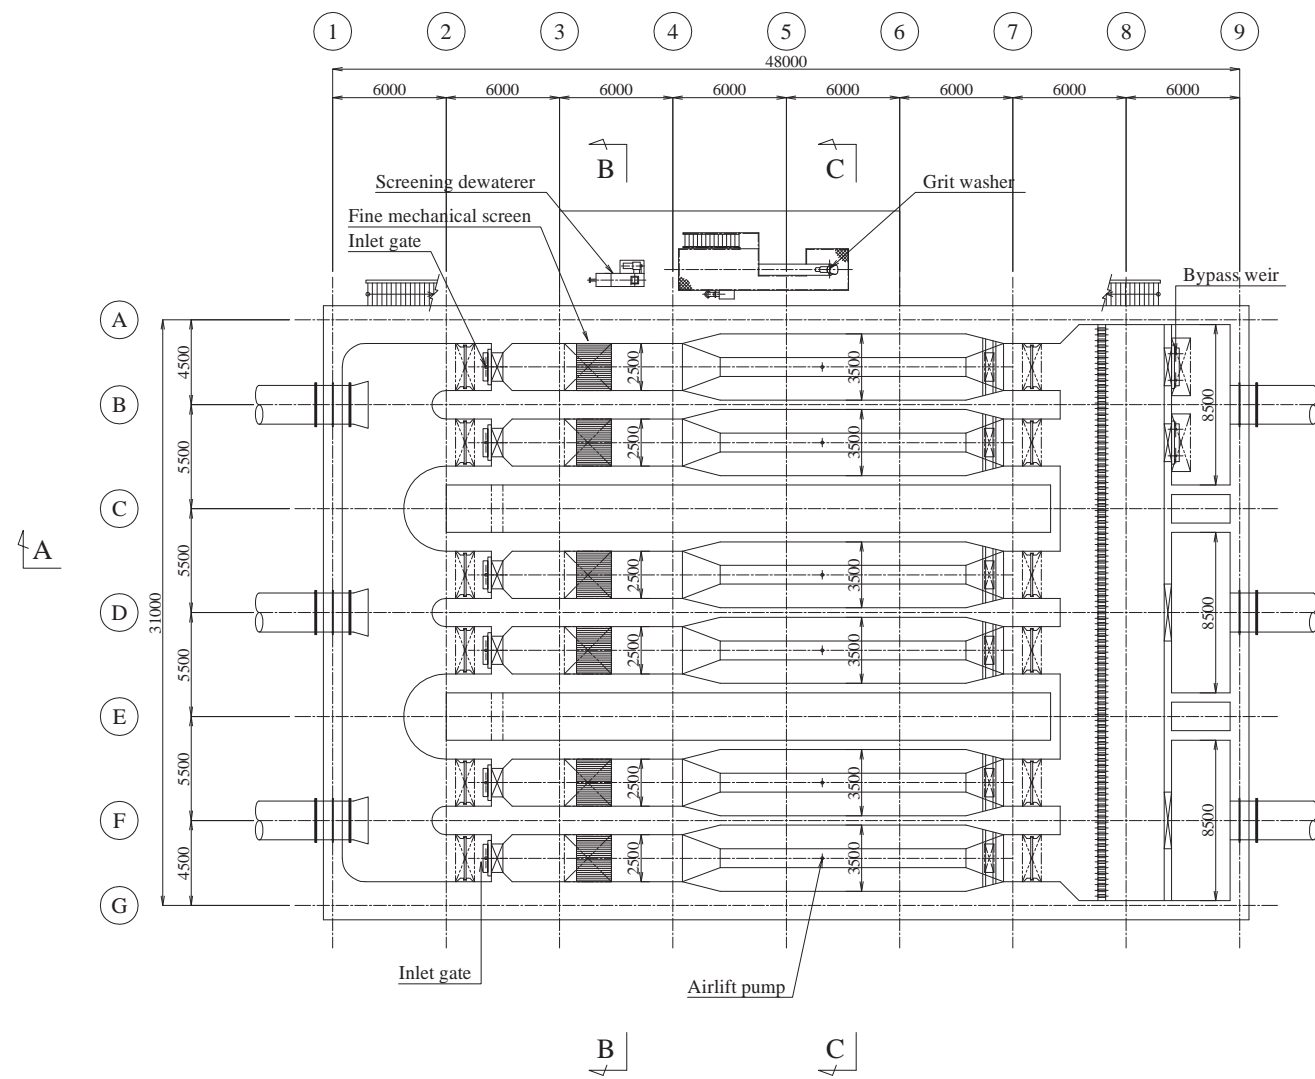 1 2 3 4 5 6 7 8 9
48000
6000 6000 6000 6000 6000 6000 6000 6000
B C
Screening dewaterer Grit washer
Fine mechanical screen
Inlet gate
Bypass weir
A
4500 2500 3500
B 8500
5500 2500 3500
C
A
5500 2500 3500
31000 D 8500
5500 2500 3500
E
5500 2500 3500
F 8500
4500 2500 3500
G
Inlet gate
Airlift pump
B C